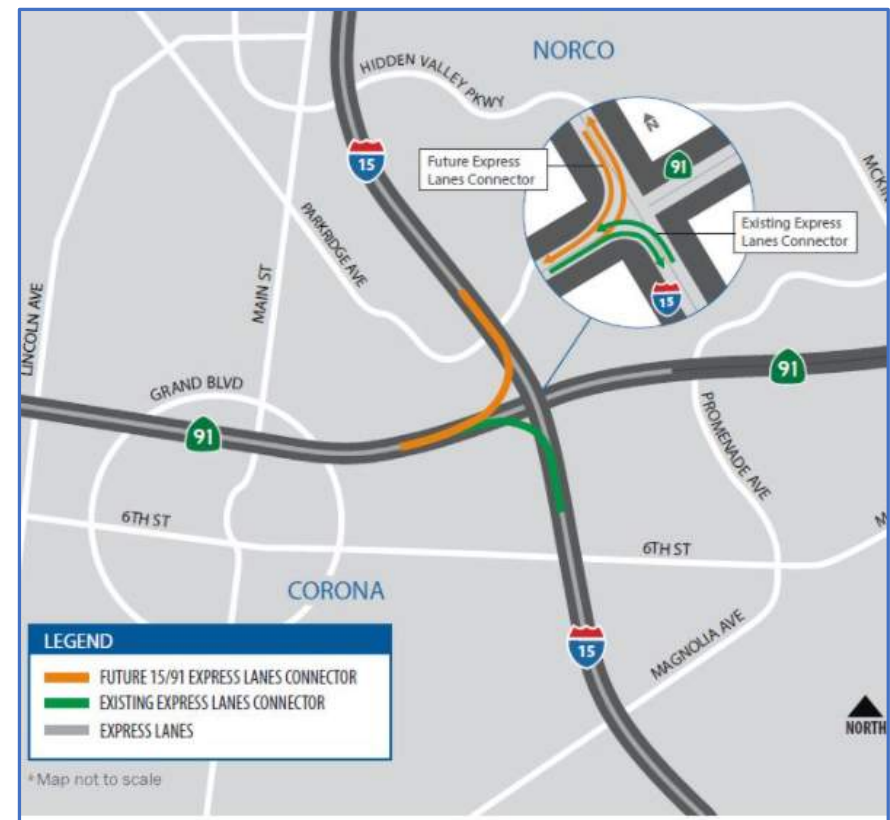 NORCO
HIDDEN VALLEY PKWY
15
Future Express
Lanes Connector
N
91
Existing Express
Lanes Connector
15
PARKRIDGE AVE
MAIN ST
LINCOLN AVE
GRAND BLVD
91
91
PROMENADE AVE
6TH ST
6TH ST
CORONA
15
MAGNOLIA AVE
LEGEND
FUTURE 15/91 EXPRESS LANES CONNECTOR
EXISTING EXPRESS LANES CONNECTOR
EXPRESS LANES
*Map not to scale
NORTH